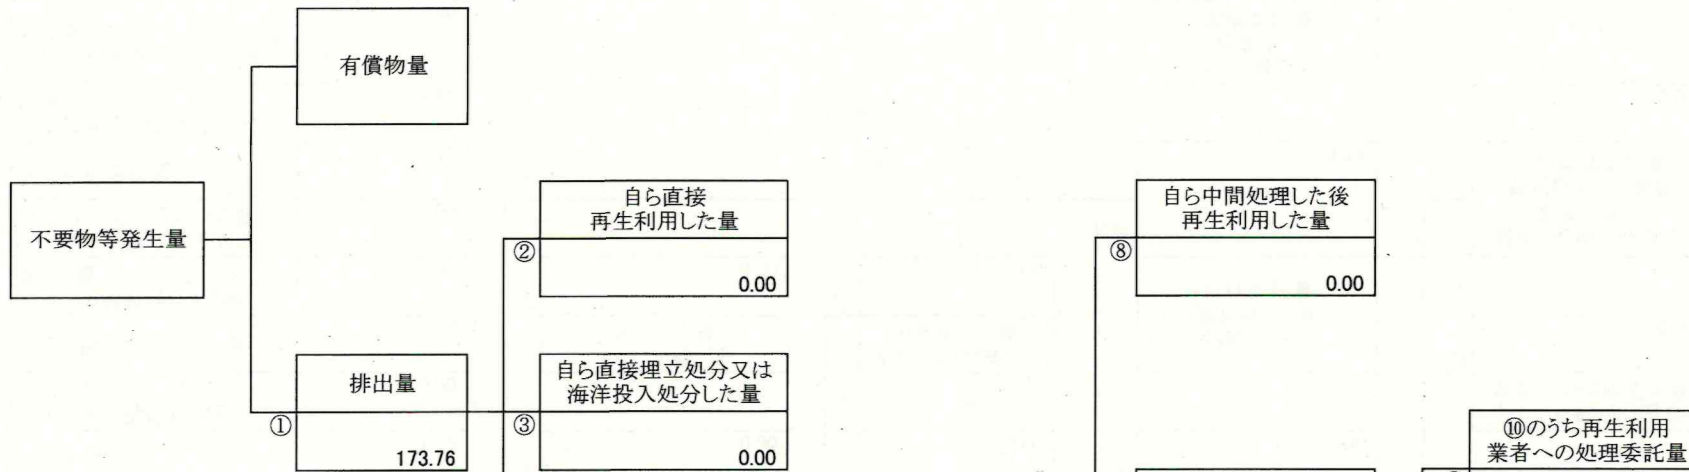 有償物量
不要物等発生量
自ら直接
再生利用した量
②
0.00
自ら中間処理した後
再生利用した量
⑧
0.00
排出量
①
173.76
自ら直接埋立処分又は
海洋投入処分した量
③
0.00
⑩のうち再生利用
業者への処理委託量